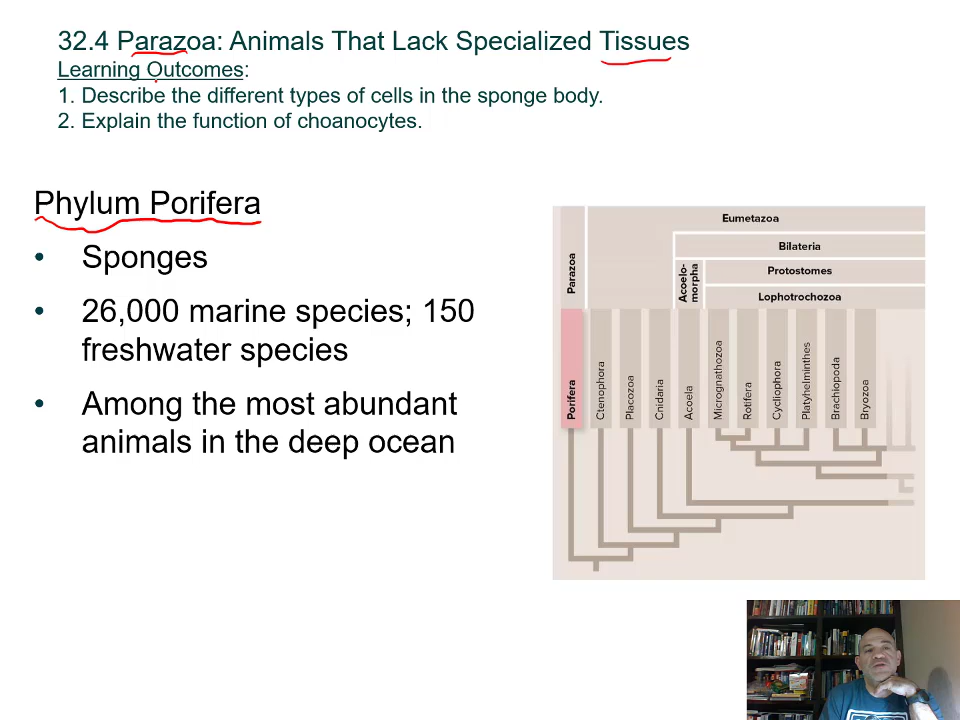 32.4 Parazoa: Animals That Lack Specialized Tissues
Learning Outcomes:
1. Describe the different types of cells in the sponge body.
2. Explain the function of choanocytes.
Phylum Porifera
• Sponges
• 26,000 marine species; 150
freshwater species
• Among the most abundant
animals in the deep ocean
Eumetazoa
Bilateria
Protostomes
Lophotrochozoa
Parazoa
Acoelo-
morpha
Porifera
Ctenophora
Placozoa
Cnidaria
Acoela
Micrognathozoa
Rotifera
Cycliophora
Platyhelminthes
Brachiopoda
Bryozoa